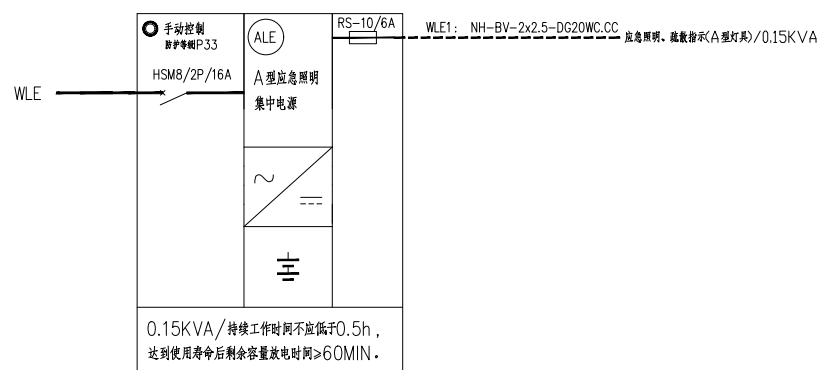 手动控制
防护等级P33
ALE
RS-10/6A
WLE1: NH-BV-2x2.5-DG20WC.CC
应急照明、疏散指示(A型灯具)/0.15KVA
HSM8/2P/16A
A型应急照明
集中电源
WLE
0.15KVA/持续工作时间不应低于0.5h,
达到使用寿命后剩余容量放电时间≥60MIN.